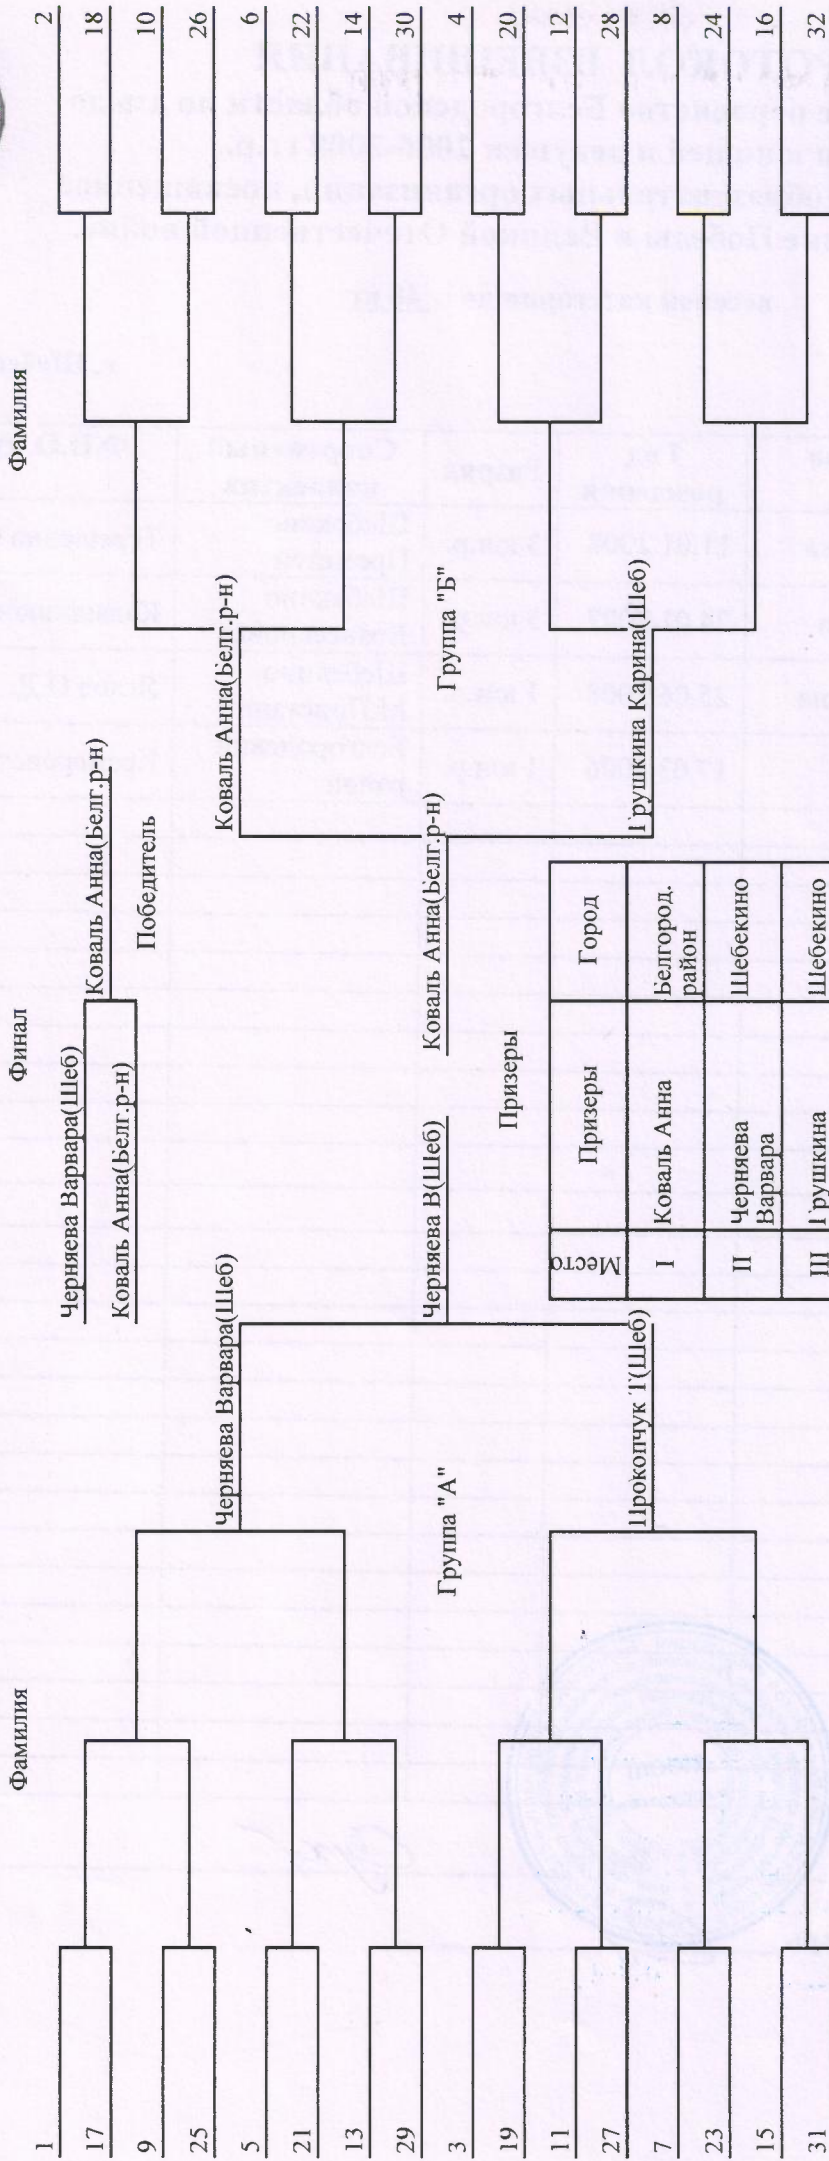 Фамилия
Финал
Фамилия
1
17
9
25
5
21
13
29
3
19
11
27
7
23
15
31
Черняева Варвара(Шеб)
Группа "А"
Прокопчук Т(Шеб)
Черняева В(Шеб)
Черняева Варвара(Шеб)
Коваль Анна(Белг.р-н)
Коваль Анна(Белг.р-н)
Победитель
Коваль Анна(Белг.р-н)
Коваль Анна(Белг.р-н)
Группа "Б"
Грушкина Карина(Шеб)
2
18
10
26
6
22
14
30
4
20
12
28
8
24
16
32
Призеры
Место Призеры Город
I Коваль Анна Белгород. район
II Черняева Варвара Шебекино
III Грушкина Шебекино